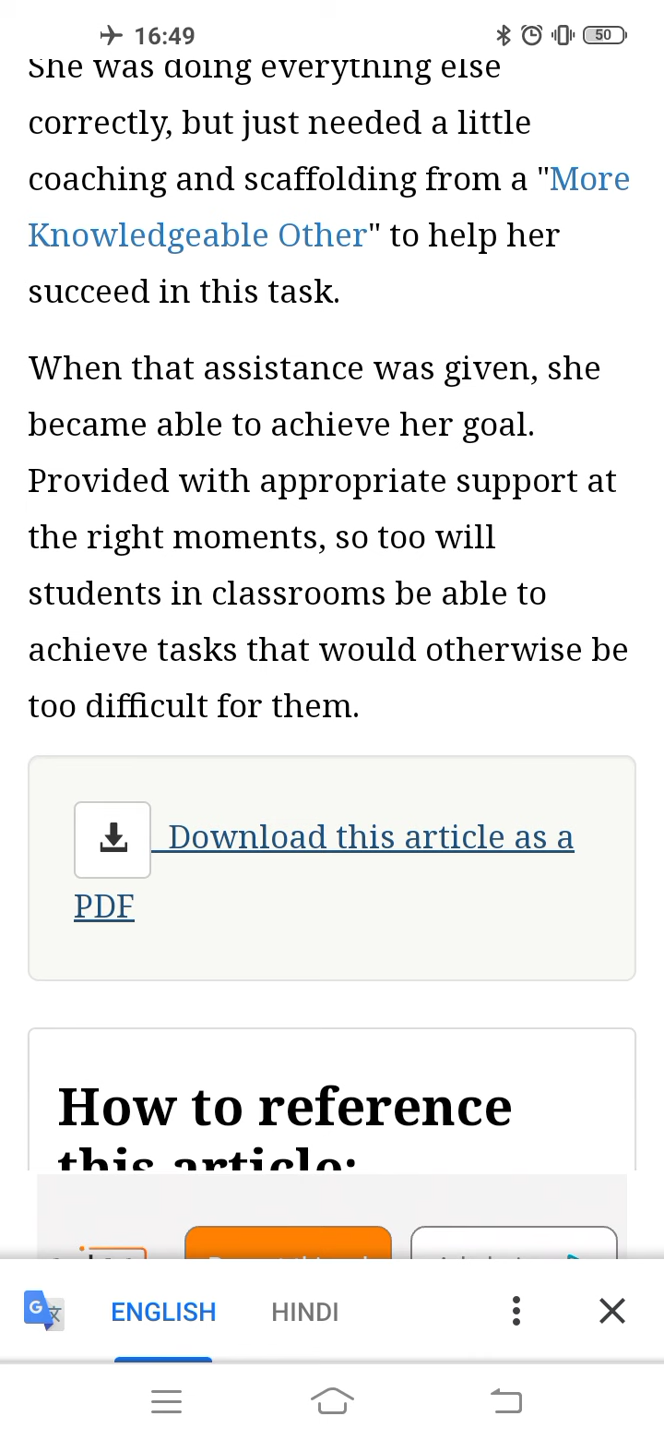 16:49
50
She was doing everything else
correctly, but just needed a little
coaching and scaffolding from a "More
Knowledgeable Other" to help her
succeed in this task.
When that assistance was given, she
became able to achieve her goal.
Provided with appropriate support at
the right moments, so too will
students in classrooms be able to
achieve tasks that would otherwise be
too difficult for them.
Download this article as a
PDF
How to reference
this article:
ENGLISH HINDI